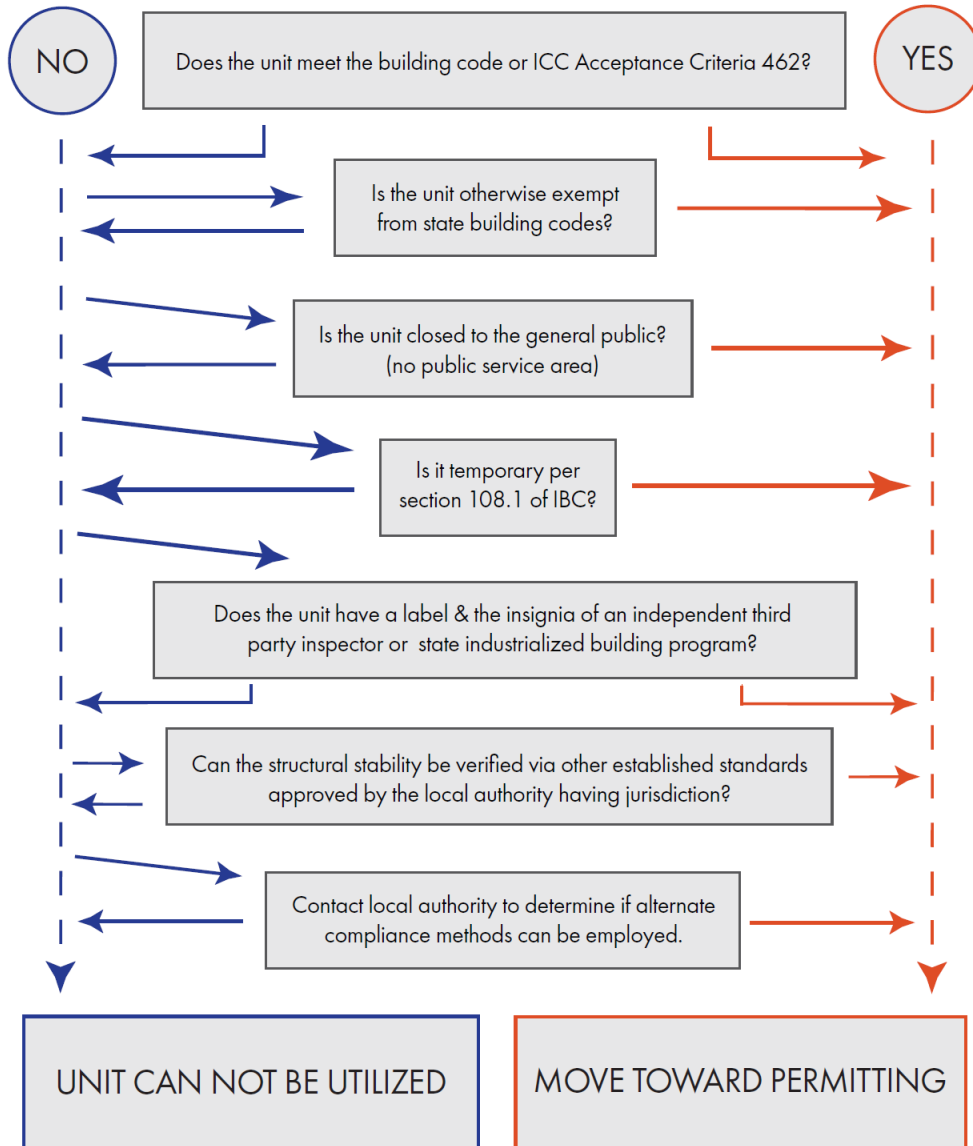 NO
Does the unit meet the building code or ICC Acceptance Criteria 462?
YES
Is the unit otherwise exempt
from state building codes?
Is the unit closed to the general public?
(no public service area)
Is it temporary per
section 108.1 of IBC?
Does the unit have a label & the insignia of an independent third
party inspector or  state industrialized building program?
Can the structural stability be verified via other established standards
approved by the local authority having jurisdiction?
Contact local authority to determine if alternate
compliance methods can be employed.
UNIT CAN NOT BE UTILIZED
MOVE TOWARD PERMITTING